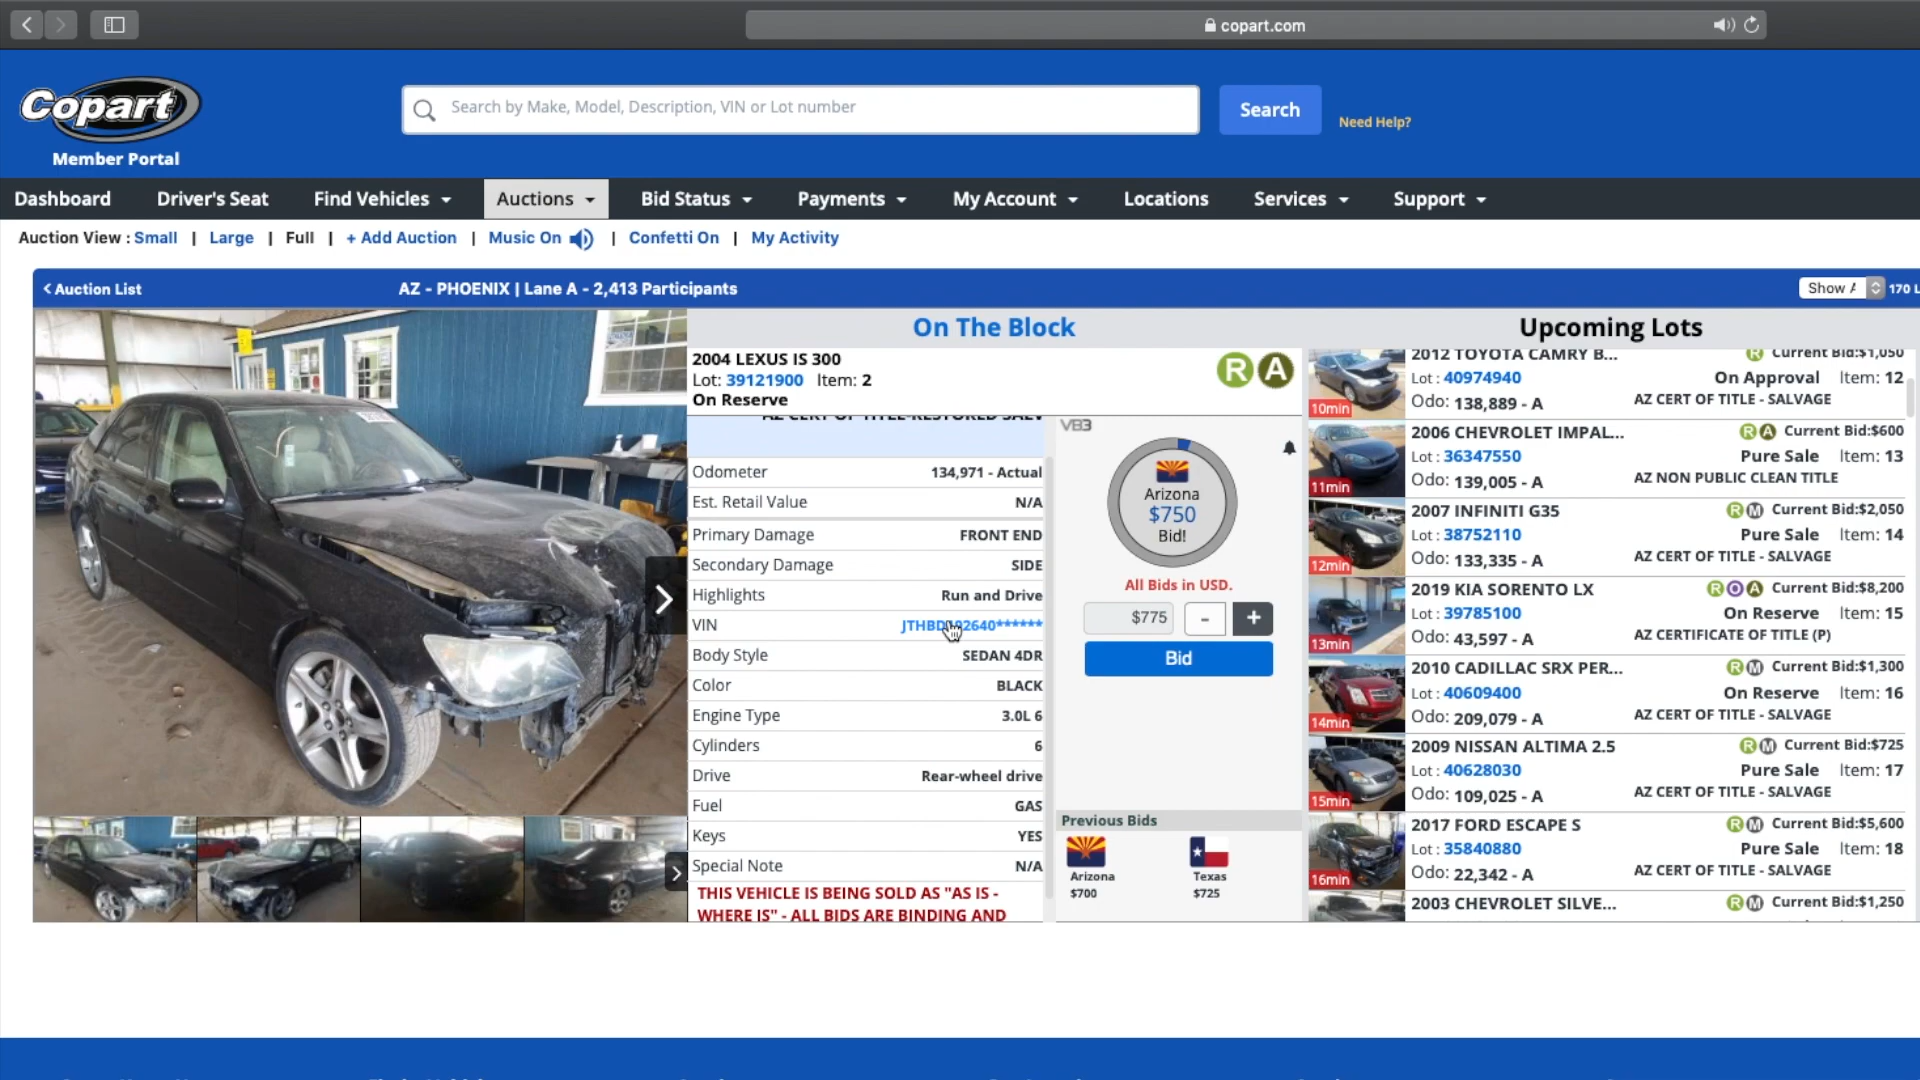 copart.com
Copart
Member Portal
Search by Make, Model, Description, VIN or Lot number
Search
Need Help?
Dashboard
Driver's Seat
Find Vehicles
Auctions
Bid Status
Payments
My Account
Locations
Services
Support
Auction View : Small | Large | Full | + Add Auction | Music On | Confetti On | My Activity
Auction List
AZ - PHOENIX | Lane A - 2,413 Participants
Show
170
On The Block
2004 LEXUS IS 300
Lot: 39121900 Item: 2
On Reserve
R A
AZ CERT OF TITLE-RESTORED SALV
Odometer 134,971 - Actual
Est. Retail Value N/A
Primary Damage FRONT END
Secondary Damage SIDE
Highlights Run and Drive
VIN
Body Style SEDAN 4DR
Color BLACK
Engine Type 3.0L 6
Cylinders 6
Drive Rear-wheel drive
Fuel GAS
Keys YES
Special Note N/A
THIS VEHICLE IS BEING SOLD AS "AS IS -
WHERE IS" - ALL BIDS ARE BINDING AND
VB3
Arizona
$750
Bid!
All Bids in USD.
$775 - +
Bid
Previous Bids
Arizona
$700
Texas
$725
Upcoming Lots
2012 TOYOTA CAMRY B... R Current Bid:$1,050
Lot : 40974940 On Approval Item: 12
Odo: 138,889 - A AZ CERT OF TITLE - SALVAGE
10min
2006 CHEVROLET IMPAL... R A Current Bid:$600
Lot : 36347550 Pure Sale Item: 13
Odo: 139,005 - A AZ NON PUBLIC CLEAN TITLE
11min
2007 INFINITI G35 R M Current Bid:$2,050
Lot : 38752110 Pure Sale Item: 14
Odo: 133,335 - A AZ CERT OF TITLE - SALVAGE
12min
2019 KIA SORENTO LX R O A Current Bid:$8,200
Lot : 39785100 On Reserve Item: 15
Odo: 43,597 - A AZ CERTIFICATE OF TITLE (P)
13min
2010 CADILLAC SRX PER... R M Current Bid:$1,300
Lot : 40609400 On Reserve Item: 16
Odo: 209,079 - A AZ CERT OF TITLE - SALVAGE
14min
2009 NISSAN ALTIMA 2.5 R M Current Bid:$725
Lot : 40628030 Pure Sale Item: 17
Odo: 109,025 - A AZ CERT OF TITLE - SALVAGE
15min
2017 FORD ESCAPE S R M Current Bid:$5,600
Lot : 35840880 Pure Sale Item: 18
Odo: 22,342 - A AZ CERT OF TITLE - SALVAGE
16min
2003 CHEVROLET SILVE... R M Current Bid:$1,250